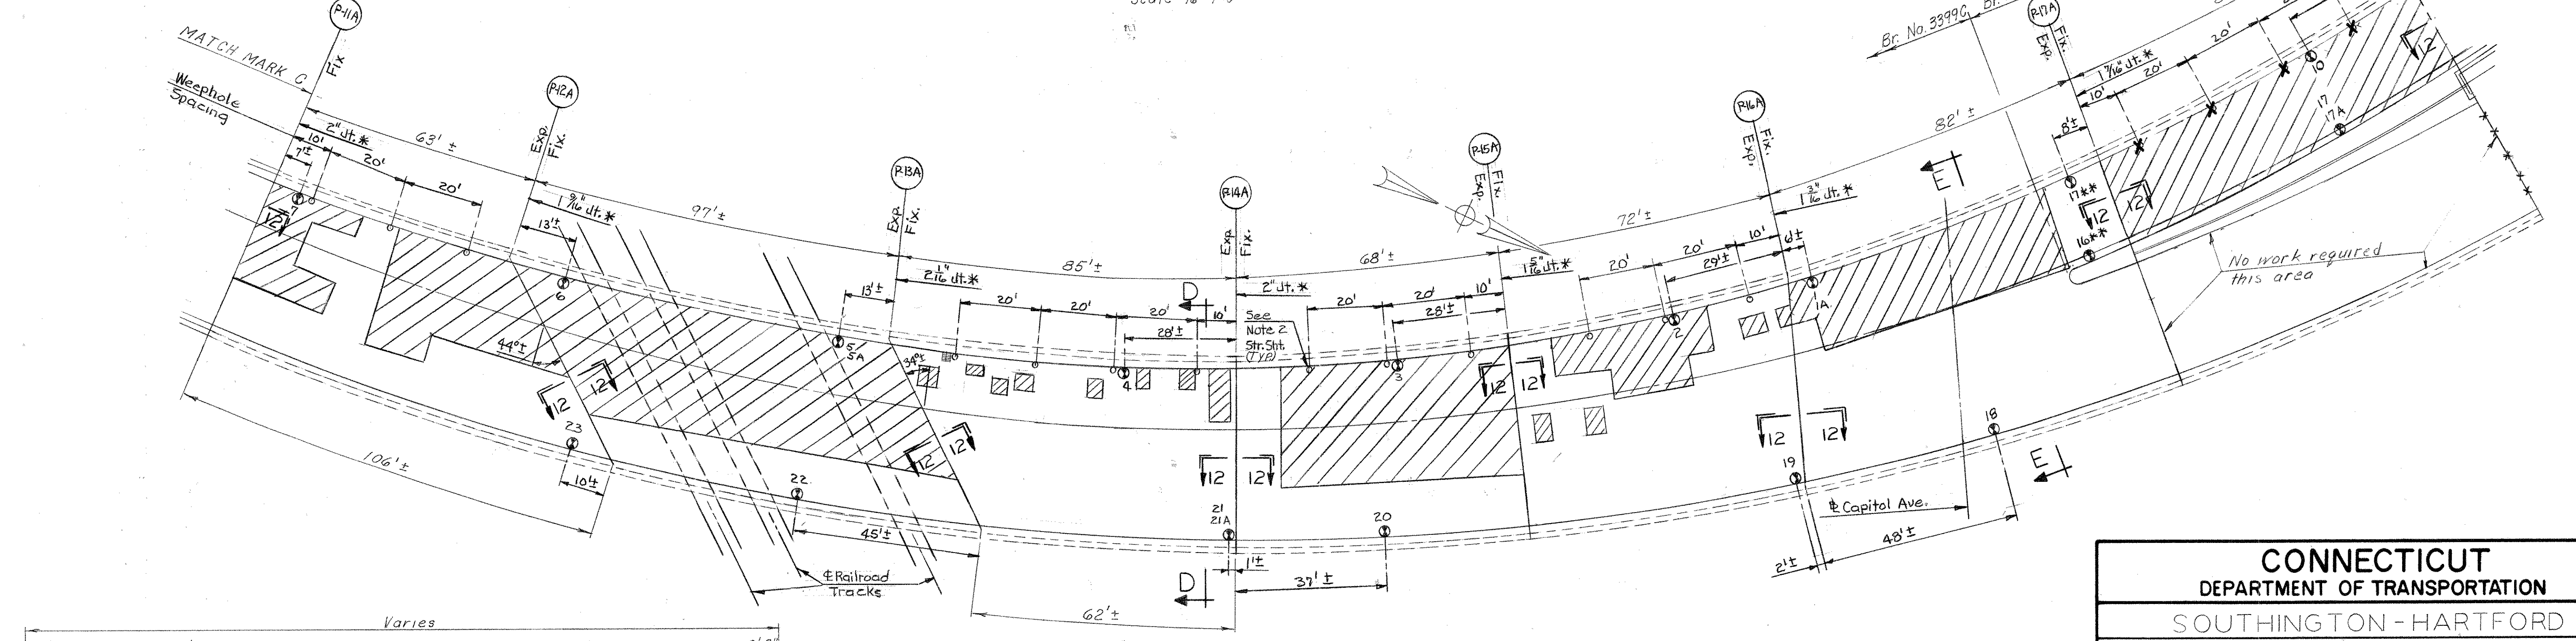 P-11A
MATCH MARK C
Fix
Weephole
Spacing
2" Jt.*
10'
7'±
20'
20'
63' ±
P-12A
Exp.
Fix.
1 9/16" Jt.*
13'±
97'±
P-13A
Exp.
Fix.
2 1/16" Jt.*
13'±
85'±
20'
20'
20'
10'
28'±
D
P-14A
Exp.
Fix.
2" Jt.*
See
Note 2
Str. Sht.
(TYP)
68'±
20'
20'
10'
28'±
P-15A
Exp.
Fix.
1 5/16" Jt.*
72'±
20'
20'
10'
29'±
6'±
P-16A
Exp.
Fix.
1 3/16" Jt.*
82'±
E
Br. No. 3399C
P-17A
Exp.
Fix.
1 7/16" Jt.*
10'
20'
20'
8'±
17**
16**
12
12
17
17A
10
12
No work required
this area
7
12
6
5/
5A
4
3
2
1
1A
44°±
34°±
12
12
12
12
12
12
12
12
12
12
23
10'±
106'±
22
45'±
℄ Railroad
Tracks
21
21A
1'±
20
37'±
D
62'±
19
18
E
℄ Capitol Ave.
2'±
48'±
Varies
CONNECTICUT
DEPARTMENT OF TRANSPORTATION
SOUTHINGTON - HARTFORD